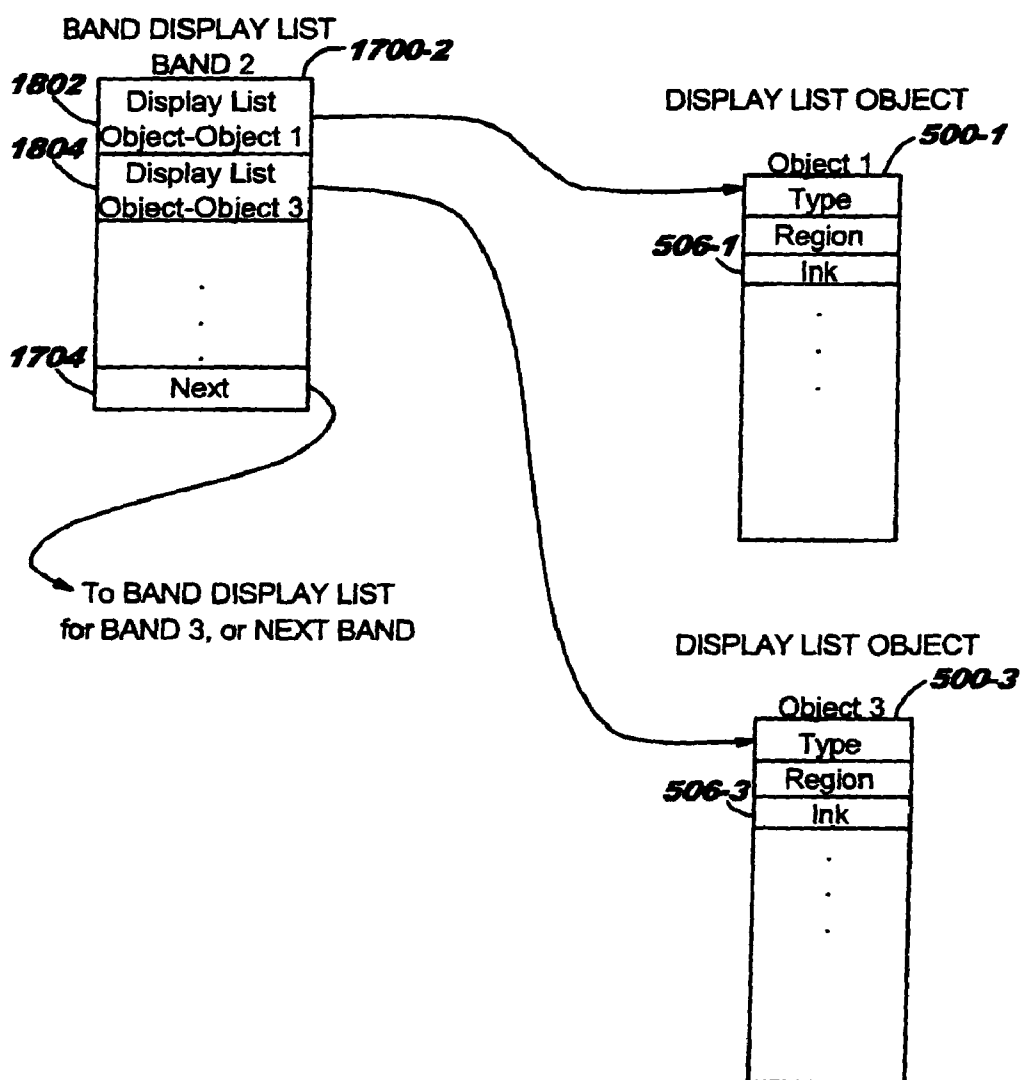 BAND DISPLAY LIST
BAND 2
1700-2
1802
Display List
Object-Object 1
1804
Display List
Object-Object 3
1704
Next
To BAND DISPLAY LIST
for BAND 3, or NEXT BAND
DISPLAY LIST OBJECT
500-1
Object 1
Type
Region
506-1
Ink
DISPLAY LIST OBJECT
500-3
Object 3
Type
Region
506-3
Ink